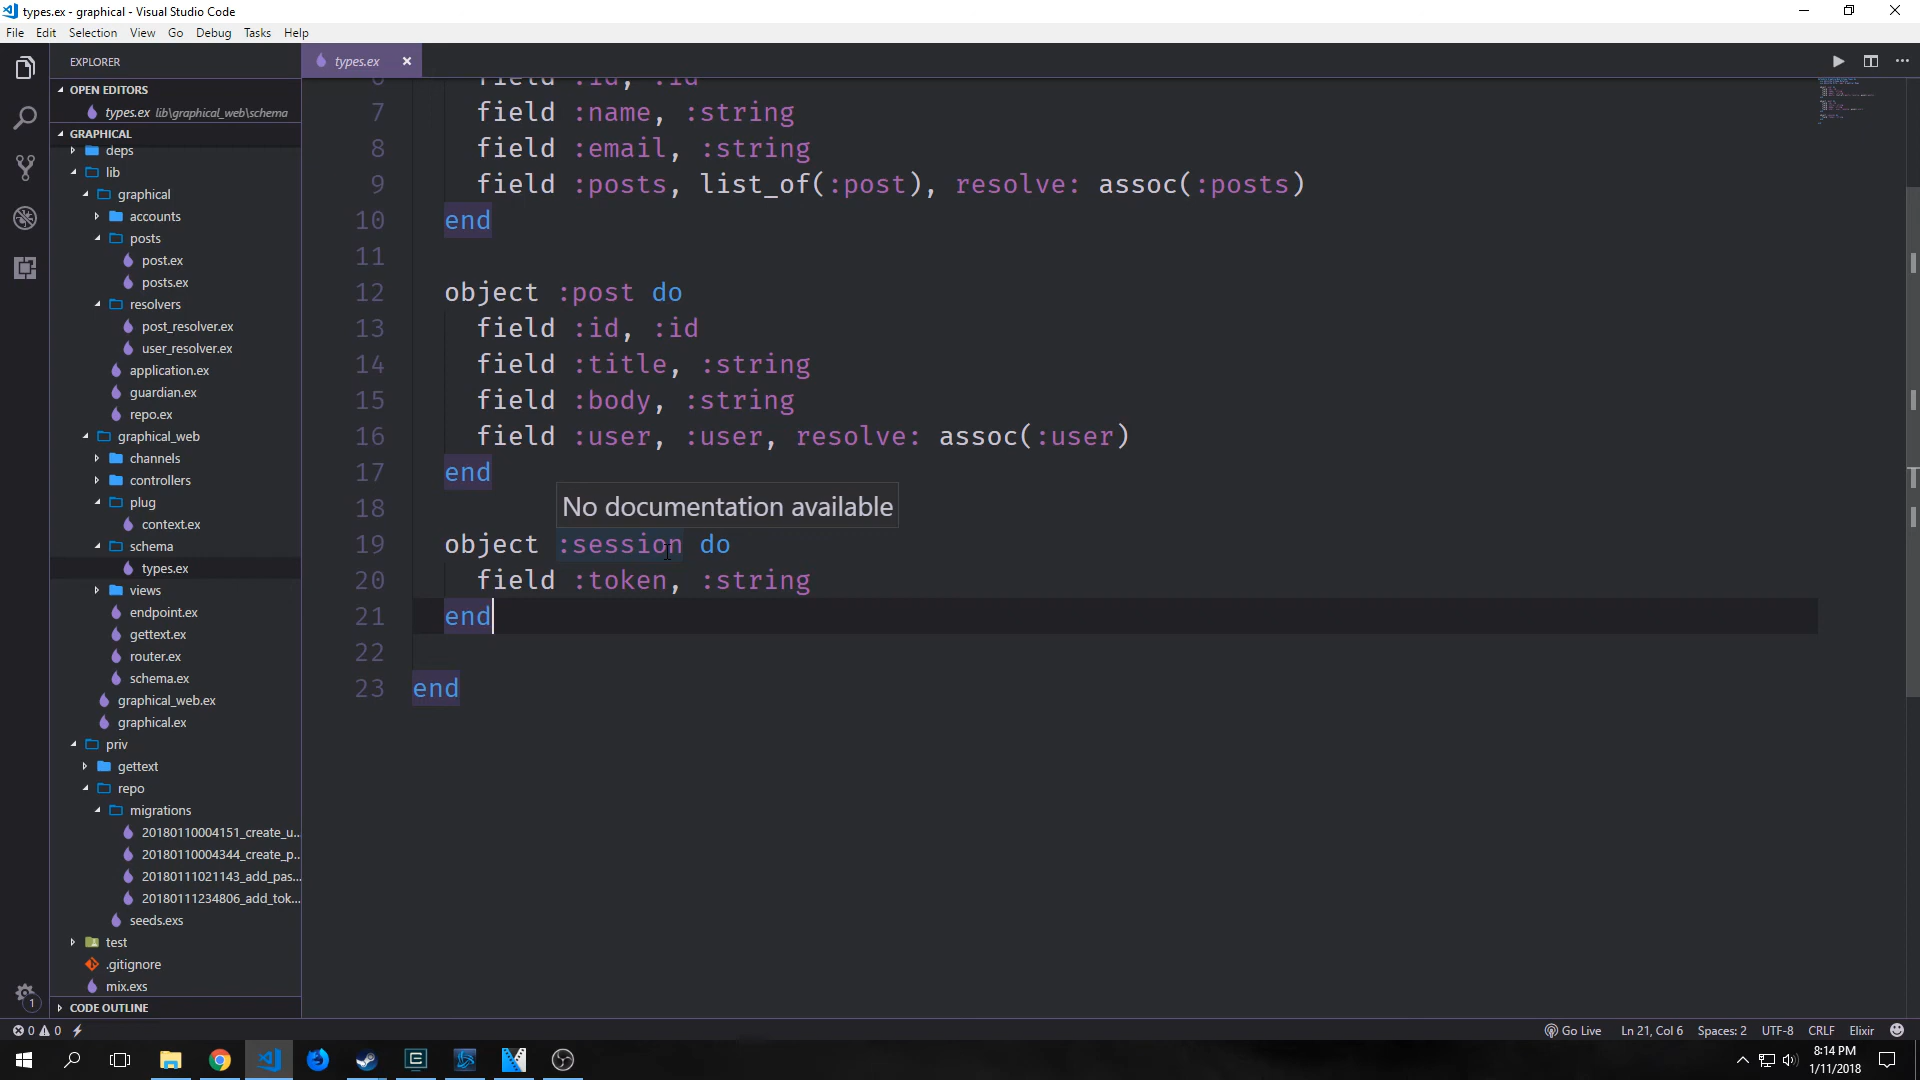 types.ex - graphical - Visual Studio Code
File Edit Selection View Go Debug Tasks Help
EXPLORER
OPEN EDITORS
types.ex lib\graphical_web\schema
GRAPHICAL
deps
lib
graphical
accounts
posts
post.ex
posts.ex
resolvers
post_resolver.ex
user_resolver.ex
application.ex
guardian.ex
repo.ex
graphical_web
channels
controllers
plug
context.ex
schema
types.ex
views
endpoint.ex
gettext.ex
router.ex
schema.ex
graphical_web.ex
graphical.ex
priv
gettext
repo
migrations
20180110004151_create_u...
20180110004344_create_p...
20180111021143_add_pas...
20180111234806_add_tok...
seeds.exs
test
.gitignore
mix.exs
CODE OUTLINE
types.ex
6 field :id, :id
7 field :name, :string
8 field :email, :string
9 field :posts, list_of(:post), resolve: assoc(:posts)
10 end
11
12 object :post do
13 field :id, :id
14 field :title, :string
15 field :body, :string
16 field :user, :user, resolve: assoc(:user)
17 end
18
No documentation available
19 object :session do
20 field :token, :string
21 end
22
23 end
1
0 0
Go Live Ln 21, Col 6 Spaces: 2 UTF-8 CRLF Elixir
8:14 PM
1/11/2018